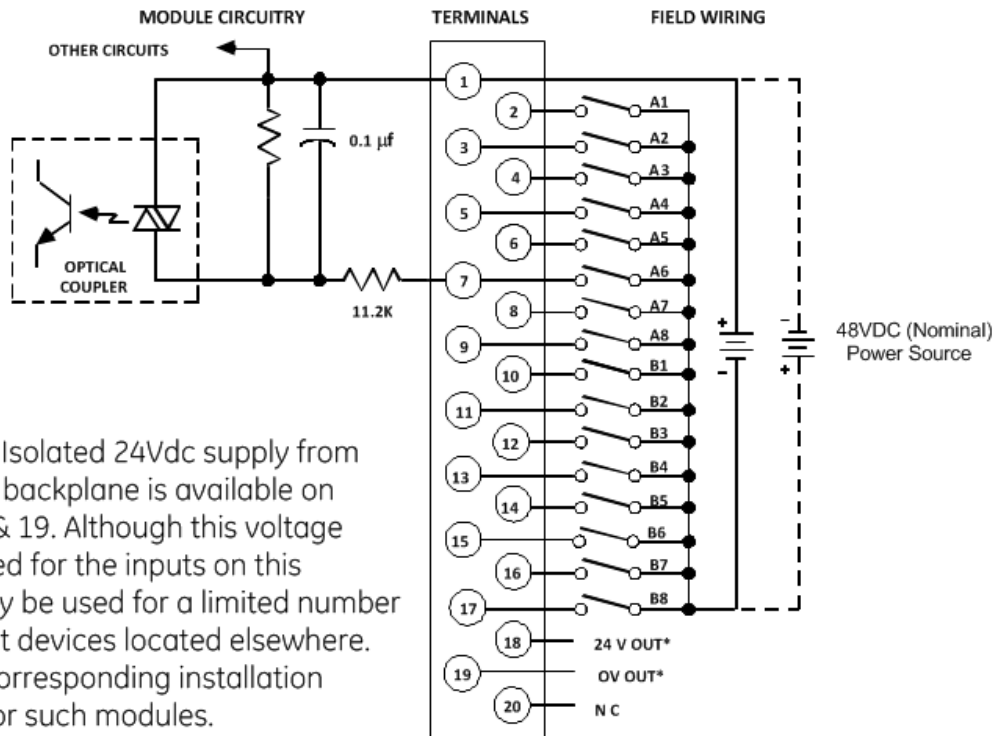 MODULE CIRCUITRY
TERMINALS
FIELD WIRING
OTHER CIRCUITS
0.1 µf
OPTICAL
COUPLER
11.2K
1
2
3
4
5
6
7
8
9
10
11
12
13
14
15
16
17
18
19
20
A1
A2
A3
A4
A5
A6
A7
A8
B1
B2
B3
B4
B5
B6
B7
B8
24 V OUT*
OV OUT*
N C
+
-
-
+
48VDC (Nominal)
Power Source
Isolated 24Vdc supply from
backplane is available on
& 19. Although this voltage
ed for the inputs on this
y be used for a limited number
t devices located elsewhere.
orresponding installation
or such modules.